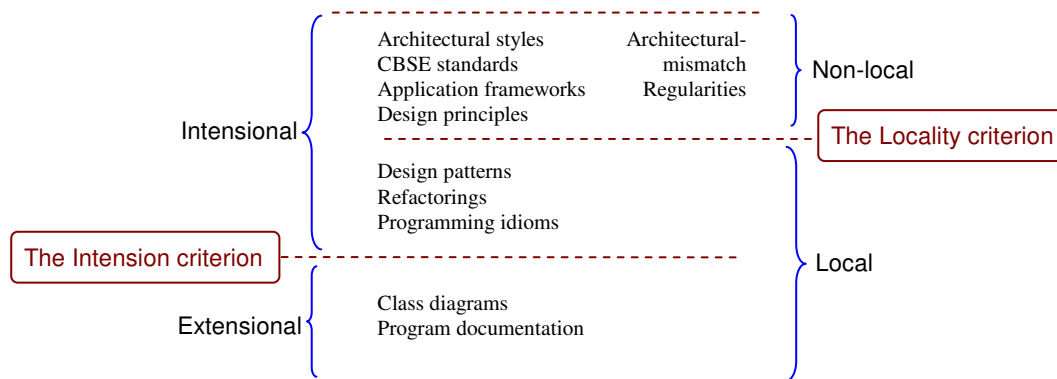 Architectural styles
CBSE standards
Application frameworks
Design principles
Architectural-
mismatch
Regularities
Non-local
Intensional
The Locality criterion
Design patterns
Refactorings
Programming idioms
The Intension criterion
Local
Class diagrams
Program documentation
Extensional